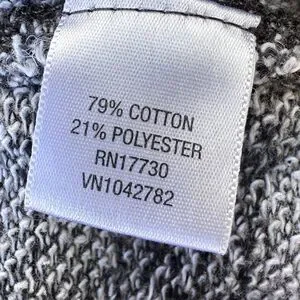 79% COTTON
21% POLYESTER
RN17730
VN1042782